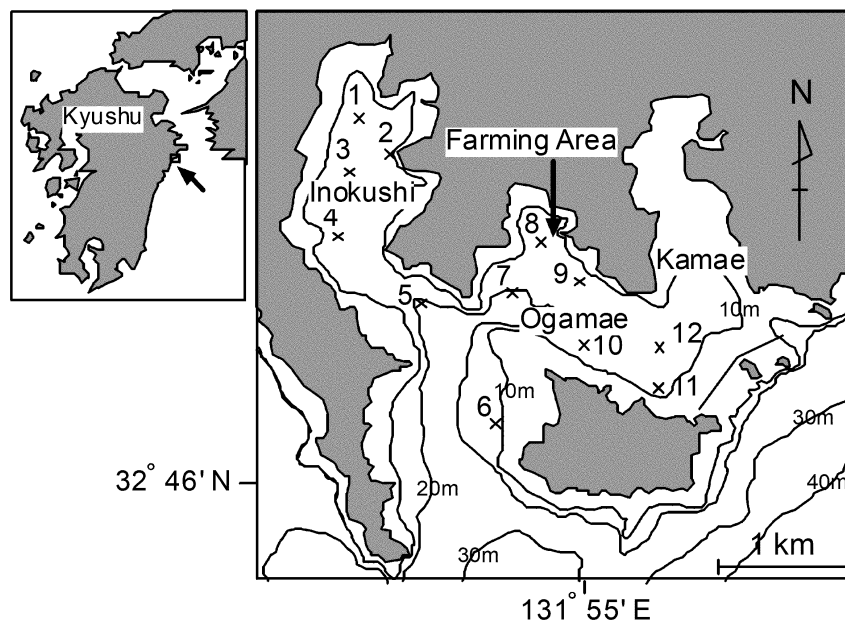 Kyushu
1
2
3
Inokushi
4
5
Farming Area
N
8
7
9
Kamae
Ogamae
10
12
10m
11
10m
6
30m
32° 46' N
20m
40m
30m
1 km
131° 55' E